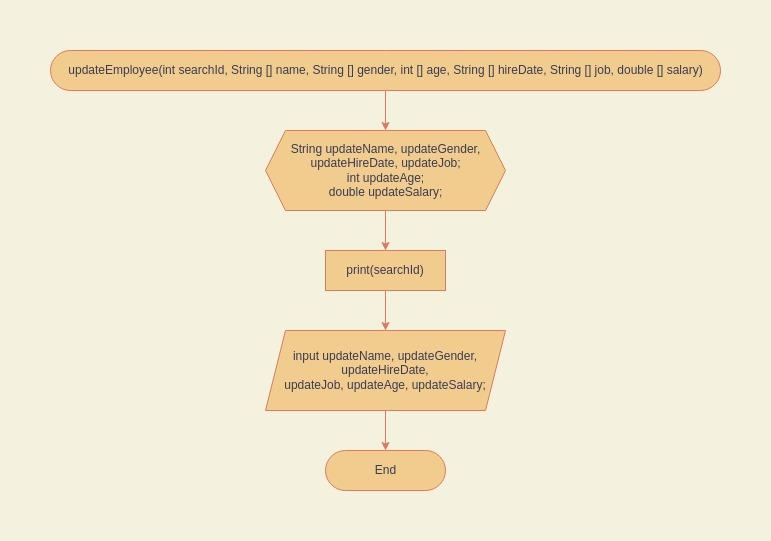 updateEmployee(int searchId, String [] name, String [] gender, int [] age, String [] hireDate, String [] job, double [] salary)
String updateName, updateGender,
updateHireDate, updateJob;
int updateAge;
double updateSalary;
print(searchId)
input updateName, updateGender,
updateHireDate,
updateJob, updateAge, updateSalary;
End